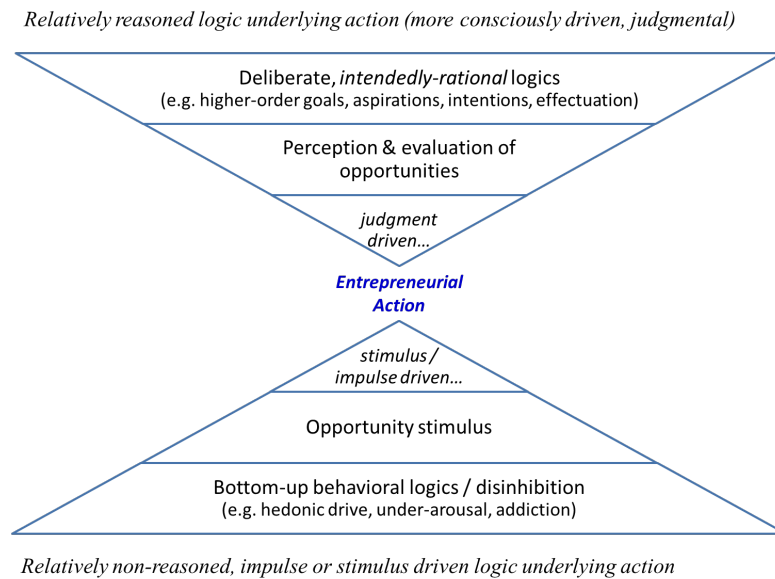 Relatively reasoned logic underlying action (more consciously driven, judgmental)
Deliberate, intendedly-rational logics
(e.g. higher-order goals, aspirations, intentions, effectuation)
Perception & evaluation of
opportunities
judgment
driven...
Entrepreneurial
Action
stimulus /
impulse driven...
Opportunity stimulus
Bottom-up behavioral logics / disinhibition
(e.g. hedonic drive, under-arousal, addiction)
Relatively non-reasoned, impulse or stimulus driven logic underlying action